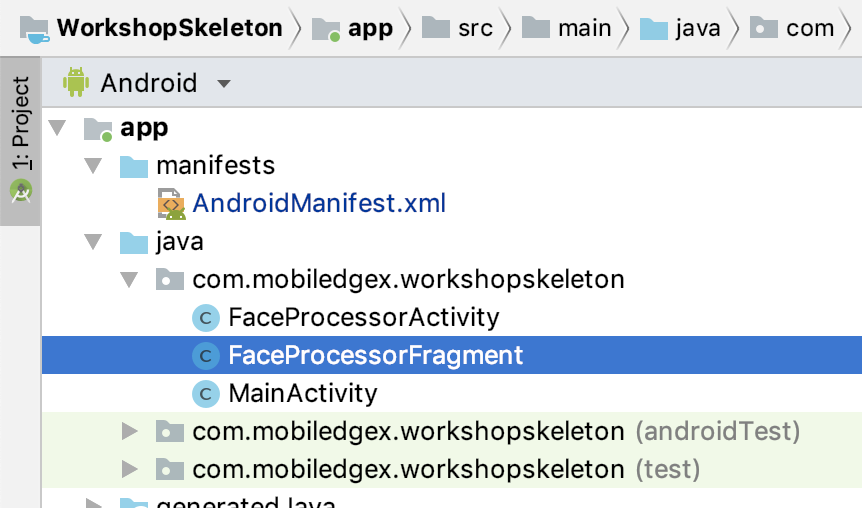 WorkshopSkeleton app src main java com
1: Project
Android
app
manifests
AndroidManifest.xml
java
com.mobiledgex.workshopskeleton
C FaceProcessorActivity
C FaceProcessorFragment
C MainActivity
com.mobiledgex.workshopskeleton (androidTest)
com.mobiledgex.workshopskeleton (test)
generatedJava